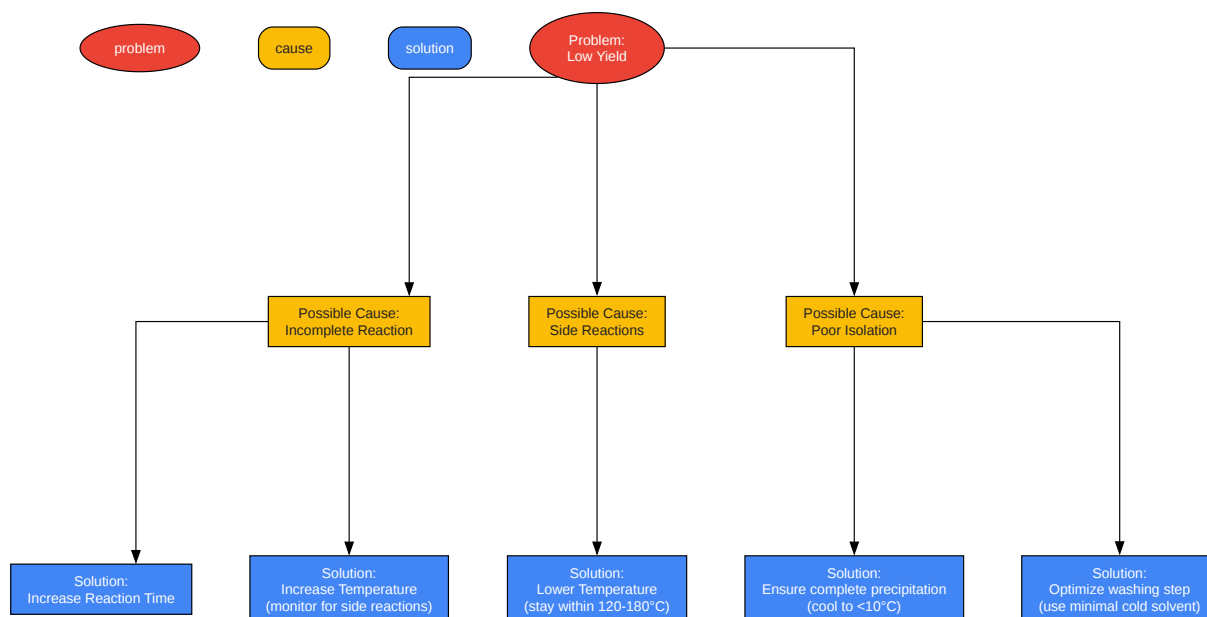 problem
cause
solution
Problem:
Low Yield
Possible Cause:
Incomplete Reaction
Possible Cause:
Side Reactions
Possible Cause:
Poor Isolation
Solution:
Increase Reaction Time
Solution:
Increase Temperature
(monitor for side reactions)
Solution:
Lower Temperature
(stay within 120-180°C)
Solution:
Ensure complete precipitation
(cool to <10°C)
Solution:
Optimize washing step
(use minimal cold solvent)